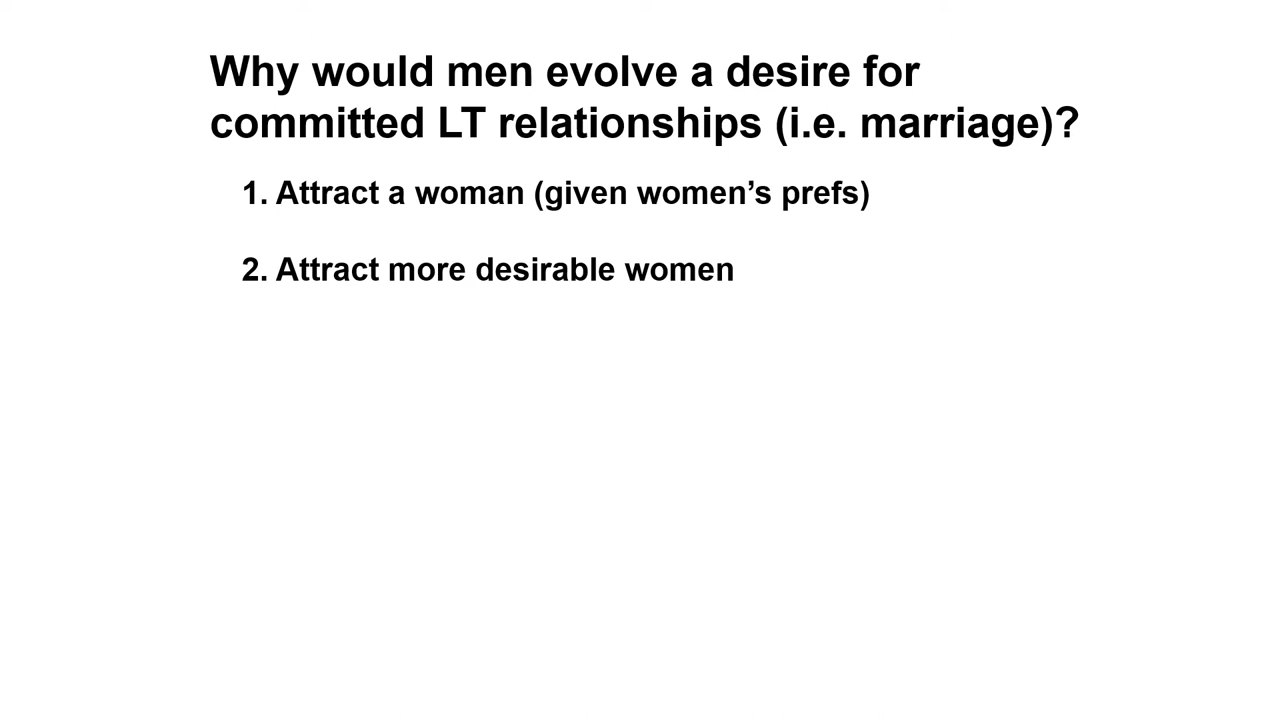 Why would men evolve a desire for
committed LT relationships (i.e. marriage)?
1. Attract a woman (given women’s prefs)
2. Attract more desirable women